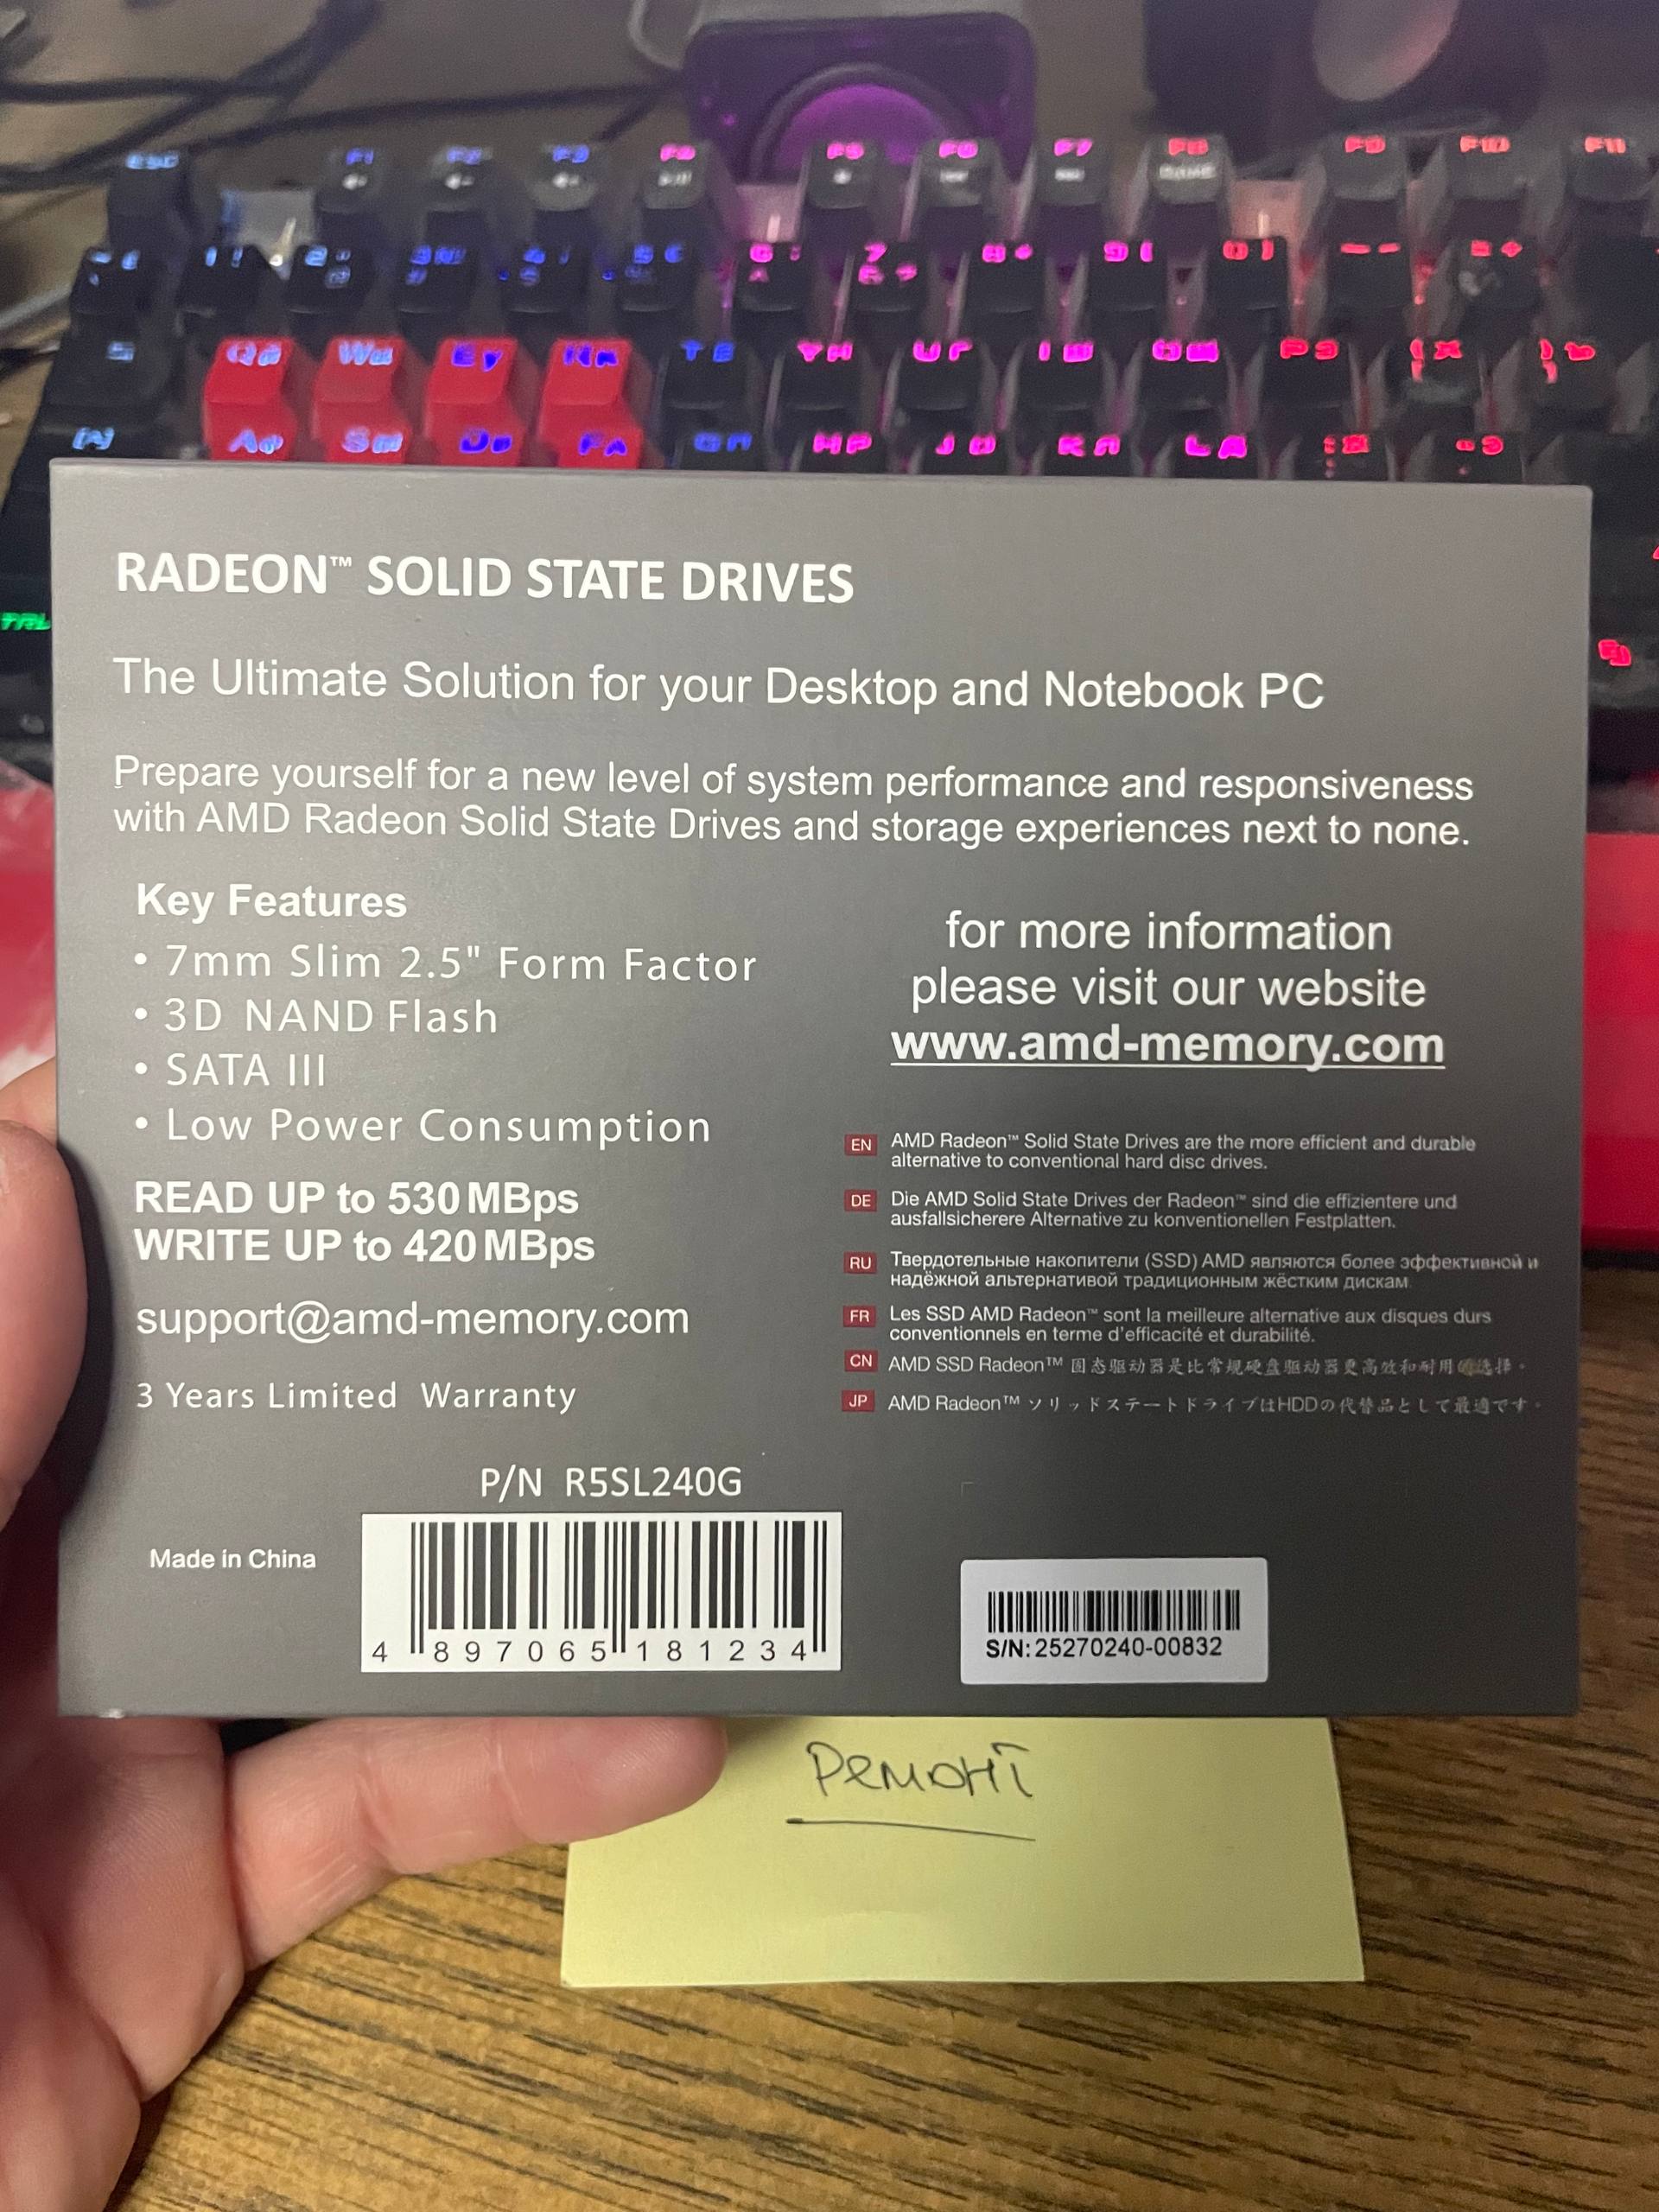 RADEON™ SOLID STATE DRIVES
The Ultimate Solution for your Desktop and Notebook PC
Prepare yourself for a new level of system performance and responsiveness
with AMD Radeon Solid State Drives and storage experiences next to none.
Key Features
• 7mm Slim 2.5" Form Factor
• 3D NAND Flash
• SATA III
• Low Power Consumption
READ UP to 530 MBps
WRITE UP to 420 MBps
support@amd-memory.com
3 Years Limited Warranty
for more information
please visit our website
www.amd-memory.com
EN AMD Radeon™ Solid State Drives are the more efficient and durable
alternative to conventional hard disc drives.
DE Die AMD Solid State Drives der Radeon™ sind die effizientere und
ausfallsicherere Alternative zu konventionellen Festplatten.
RU Твердотельные накопители (SSD) AMD являются более эффективной и
надёжной альтернативой традиционным жёстким дискам
FR Les SSD AMD Radeon™ sont la meilleure alternative aux disques durs
conventionnels en terme d'efficacité et durabilité.
CN AMD SSD Radeon™ 固态驱动器是比常规硬盘驱动器更高效和耐用的选择。
JP AMD Radeon™ ソリッドステートドライブはHDDの代替品として最適です。
P/N R5SL240G
Made in China
4 897065 181234
S/N: 25270240-00832
Ремонт